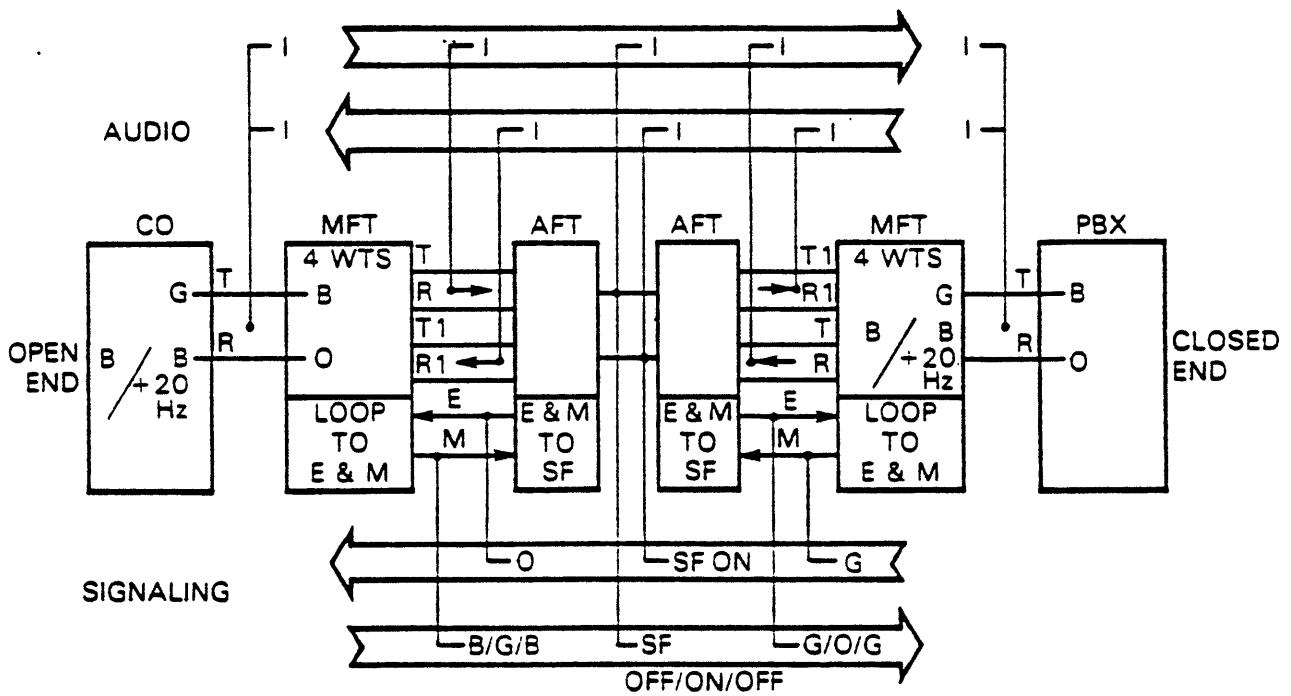 I I I I I
AUDIO I I I I I
CO MFT AFT AFT MFT PBX
4 WTS T T1 4 WTS
G T B R R1 G T B
T1 T
OPEN END B / +20 Hz B R O R1 R B / +20 Hz B R O CLOSED END
E E
LOOP TO E & M M E & M TO SF E & M TO SF M LOOP TO E & M
O SF ON G
SIGNALING
B/G/B SF G/O/G
OFF/ON/OFF